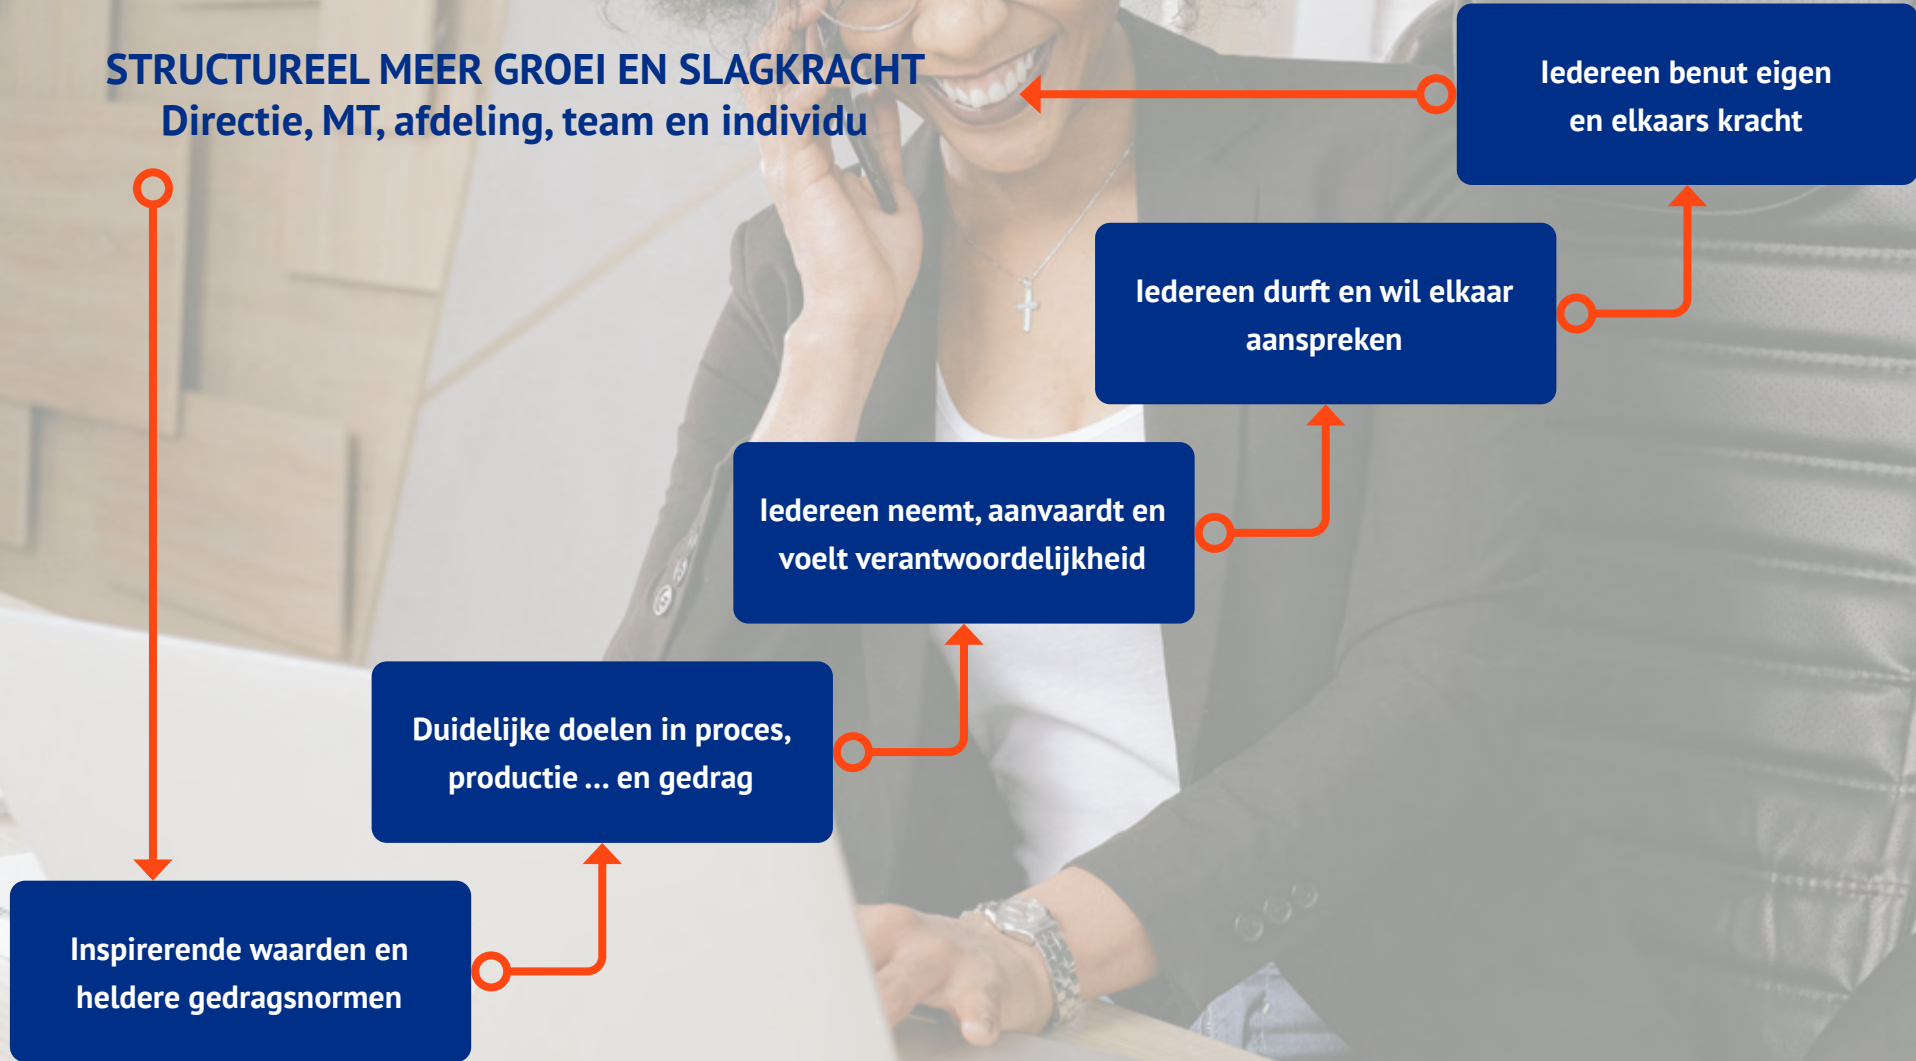 STRUCTUREEL MEER GROEI EN SLAGKRACHT
Directie, MT, afdeling, team en individu
Iedereen benut eigen
en elkaars kracht
Iedereen durft en wil elkaar
aanspreken
Iedereen neemt, aanvaardt en
voelt verantwoordelijkheid
Duidelijke doelen in proces,
productie ... en gedrag
Inspirerende waarden en
heldere gedragsnormen